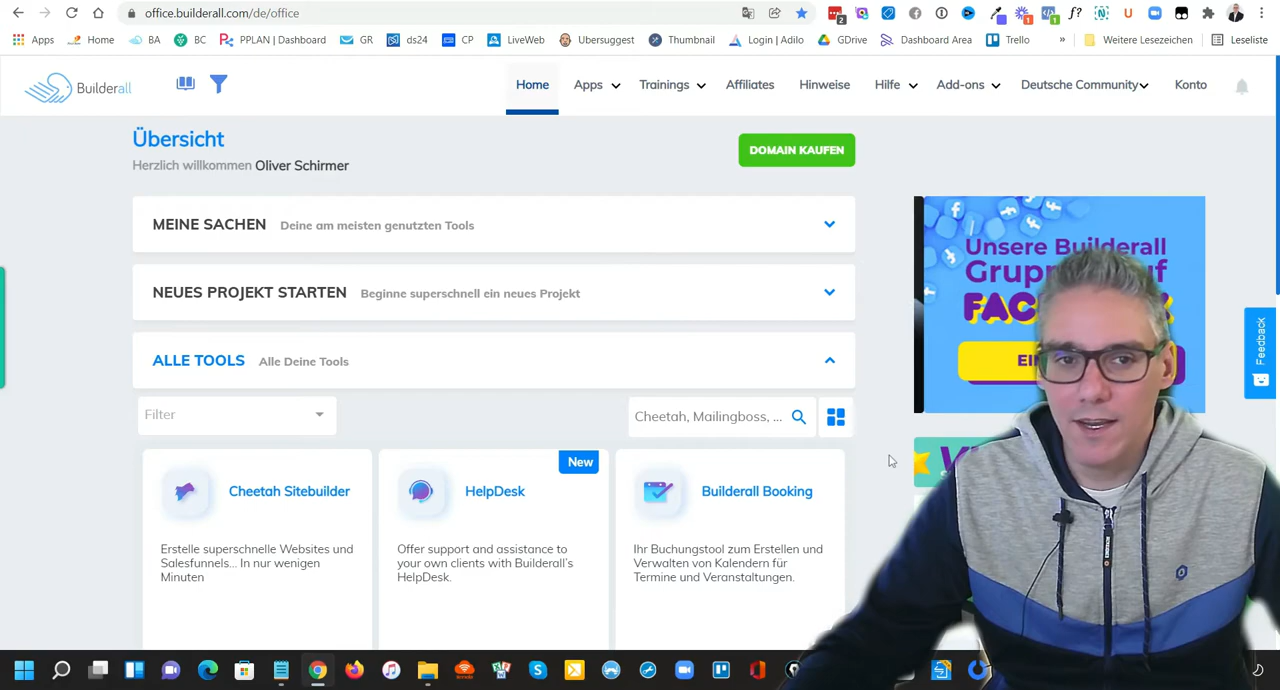 office.builderall.com/de/office
2
1
1
f?
Apps
Home
BA
BC
PPLAN | Dashboard
GR
ds24
CP
LiveWeb
Ubersuggest
Thumbnail
Login | Adilo
GDrive
Dashboard Area
Trello
»
Weitere Lesezeichen
Leseliste
Builderall
Home
Apps
Trainings
Affiliates
Hinweise
Hilfe
Add-ons
Deutsche Community
Konto
Übersicht
Herzlich willkommen Oliver Schirmer
DOMAIN KAUFEN
MEINE SACHEN Deine am meisten genutzten Tools
NEUES PROJEKT STARTEN Beginne superschnell ein neues Projekt
ALLE TOOLS Alle Deine Tools
Filter
Cheetah, Mailingboss, ...
Unsere Builderall
Feedback
New
Cheetah Sitebuilder
Erstelle superschnelle Websites und
Salesfunnels... In nur wenigen
Minuten
HelpDesk
Offer support and assistance to
your own clients with Builderall's
HelpDesk.
Builderall Booking
Ihr Buchungstool zum Erstellen und
Verwalten von Kalendern für
Termine und Veranstaltungen.